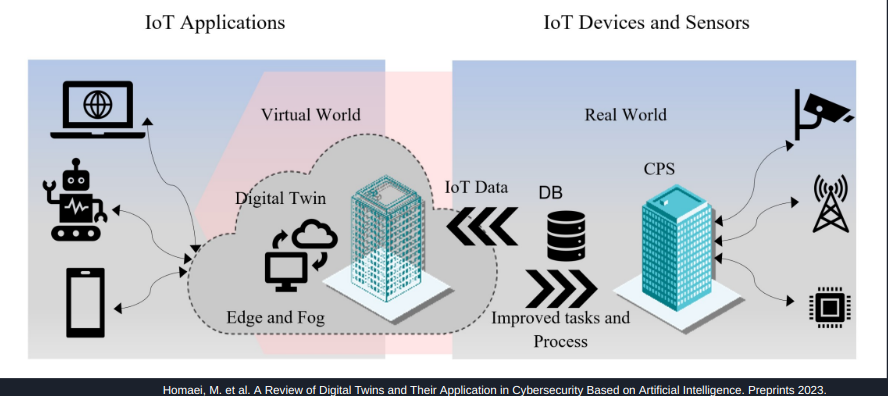 IoT Applications
IoT Devices and Sensors
Virtual World
Real World
CPS
Digital Twin
IoT Data
DB
Edge and Fog
Improved tasks and
Process
Homaei, M. et al. A Review of Digital Twins and Their Application in Cybersecurity Based on Artificial Intelligence. Preprints 2023.